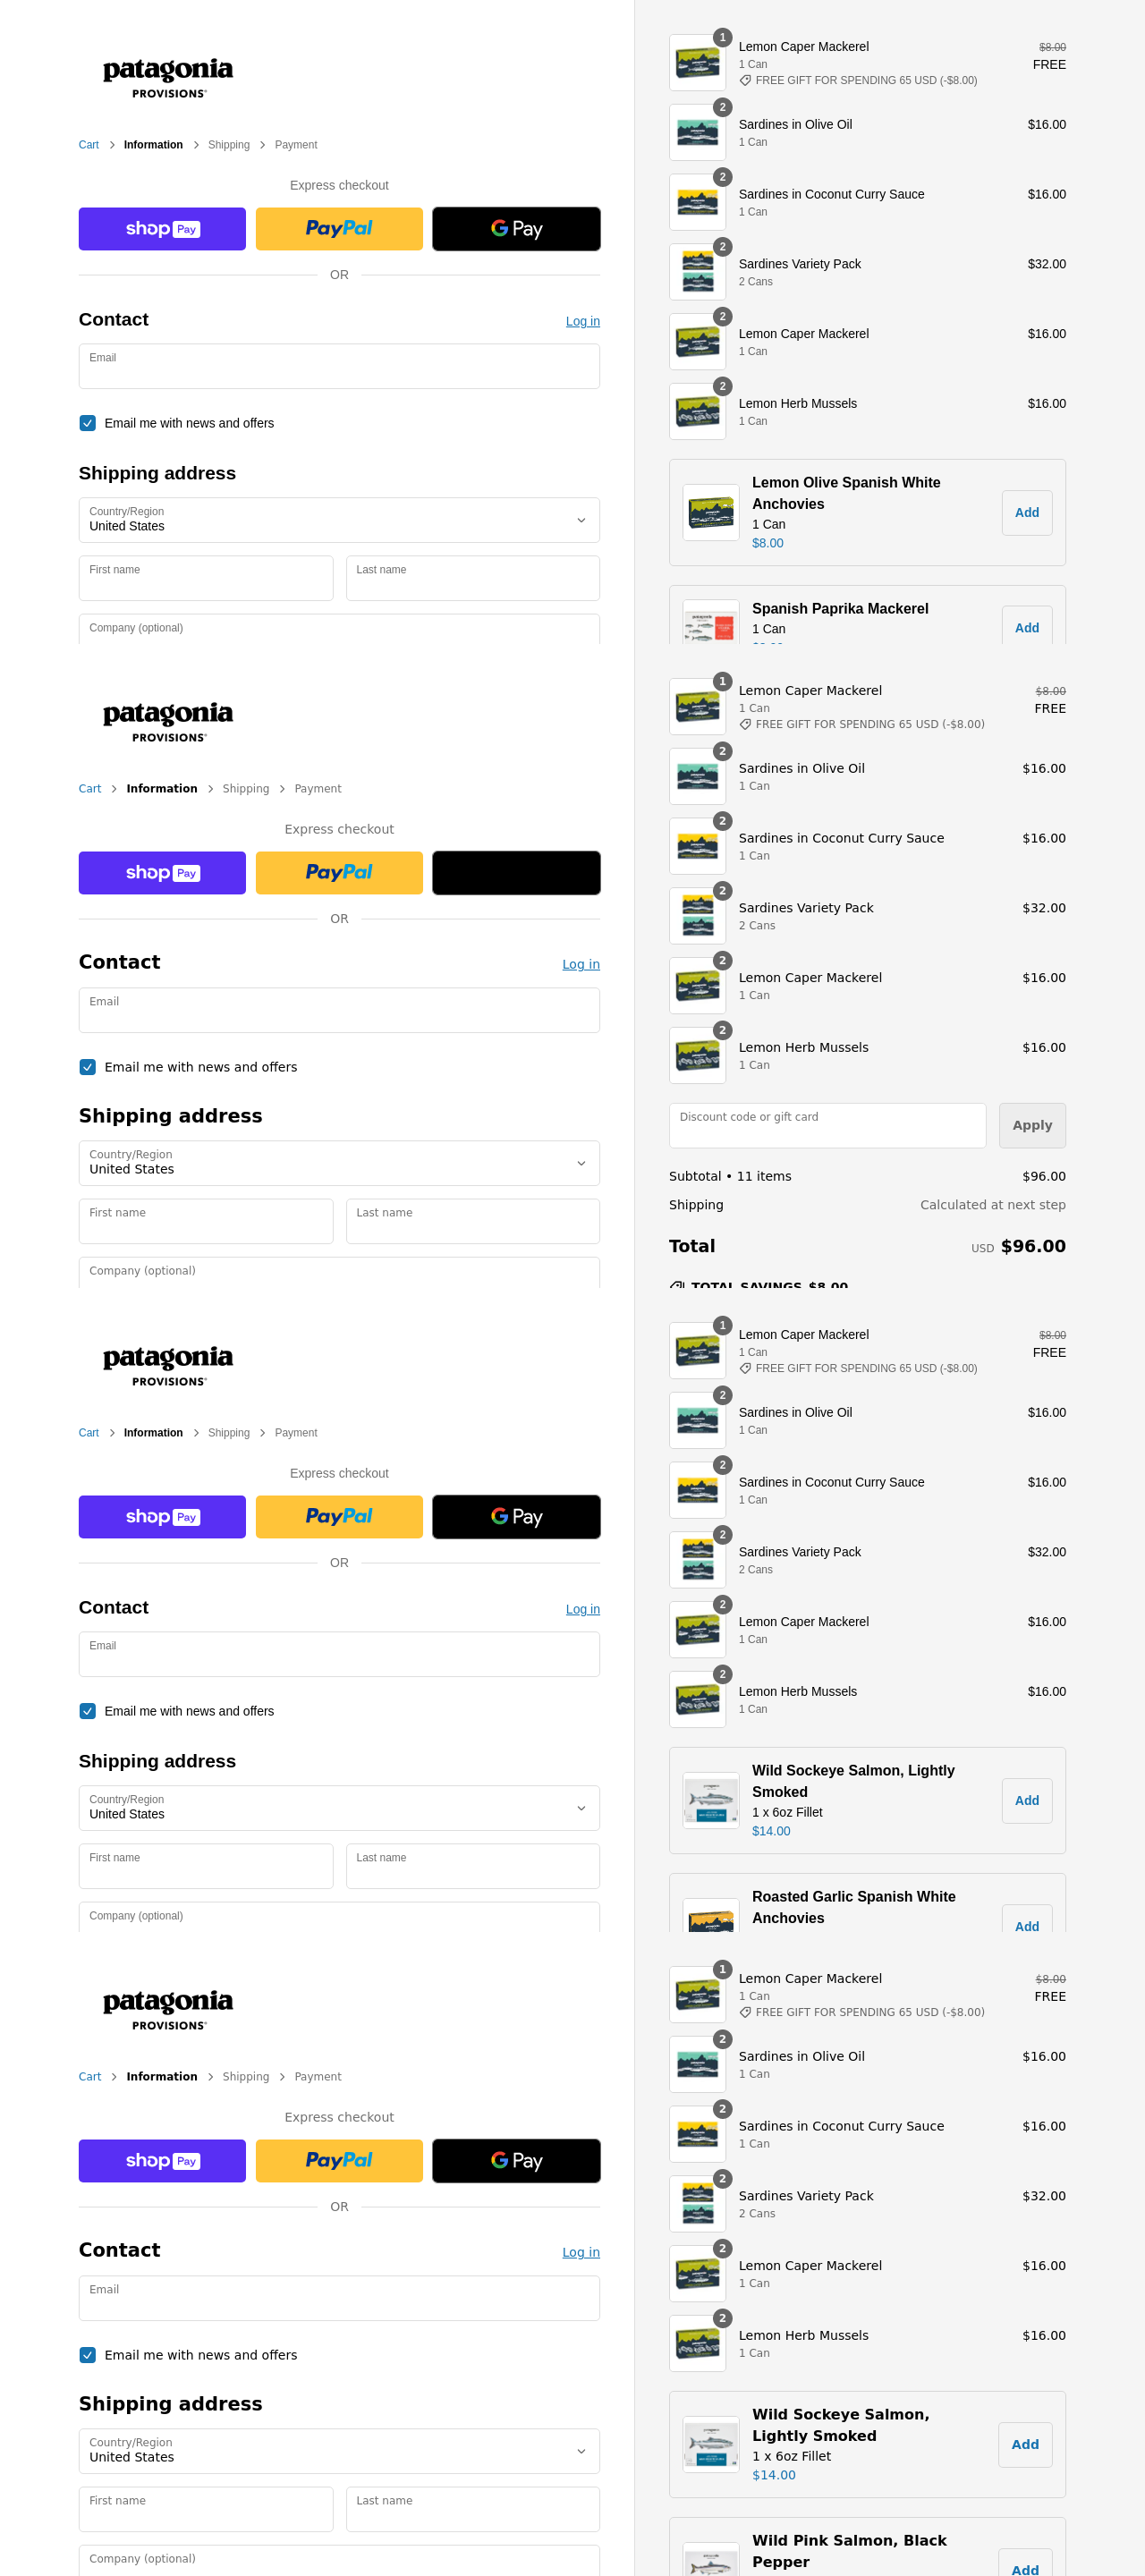 patagonia
PROVISIONS
Cart > Information > Shipping > Payment
Express checkout
shop Pay
PayPal
G Pay
OR
Contact
Log in
Email
Email me with news and offers
Shipping address
Country/Region
United States
First name
Last name
Company (optional)
1
Lemon Caper Mackerel
$8.00
1 Can
FREE
FREE GIFT FOR SPENDING 65 USD (-$8.00)
2
Sardines in Olive Oil
$16.00
1 Can
2
Sardines in Coconut Curry Sauce
$16.00
1 Can
2
Sardines Variety Pack
$32.00
2 Cans
2
Lemon Caper Mackerel
$16.00
1 Can
2
Lemon Herb Mussels
$16.00
1 Can
Lemon Olive Spanish White
Anchovies
1 Can
$8.00
Add
Spanish Paprika Mackerel
1 Can
Add
patagonia
PROVISIONS
Cart > Information > Shipping > Payment
Express checkout
shop Pay
PayPal
OR
Contact
Log in
Email
Email me with news and offers
Shipping address
Country/Region
United States
First name
Last name
Company (optional)
1
Lemon Caper Mackerel
$8.00
1 Can
FREE
FREE GIFT FOR SPENDING 65 USD (-$8.00)
2
Sardines in Olive Oil
$16.00
1 Can
2
Sardines in Coconut Curry Sauce
$16.00
1 Can
2
Sardines Variety Pack
$32.00
2 Cans
2
Lemon Caper Mackerel
$16.00
1 Can
2
Lemon Herb Mussels
$16.00
1 Can
Discount code or gift card
Apply
Subtotal • 11 items
$96.00
Shipping
Calculated at next step
Total
USD $96.00
TOTAL SAVINGS $8.00
patagonia
PROVISIONS
Cart > Information > Shipping > Payment
Express checkout
shop Pay
PayPal
G Pay
OR
Contact
Log in
Email
Email me with news and offers
Shipping address
Country/Region
United States
First name
Last name
Company (optional)
1
Lemon Caper Mackerel
$8.00
1 Can
FREE
FREE GIFT FOR SPENDING 65 USD (-$8.00)
2
Sardines in Olive Oil
$16.00
1 Can
2
Sardines in Coconut Curry Sauce
$16.00
1 Can
2
Sardines Variety Pack
$32.00
2 Cans
2
Lemon Caper Mackerel
$16.00
1 Can
2
Lemon Herb Mussels
$16.00
1 Can
Wild Sockeye Salmon, Lightly
Smoked
1 x 6oz Fillet
$14.00
Add
Roasted Garlic Spanish White
Anchovies
Add
patagonia
PROVISIONS
Cart > Information > Shipping > Payment
Express checkout
shop Pay
PayPal
G Pay
OR
Contact
Log in
Email
Email me with news and offers
Shipping address
Country/Region
United States
First name
Last name
Company (optional)
1
Lemon Caper Mackerel
$8.00
1 Can
FREE
FREE GIFT FOR SPENDING 65 USD (-$8.00)
2
Sardines in Olive Oil
$16.00
1 Can
2
Sardines in Coconut Curry Sauce
$16.00
1 Can
2
Sardines Variety Pack
$32.00
2 Cans
2
Lemon Caper Mackerel
$16.00
1 Can
2
Lemon Herb Mussels
$16.00
1 Can
Wild Sockeye Salmon,
Lightly Smoked
1 x 6oz Fillet
$14.00
Add
Wild Pink Salmon, Black
Pepper
Add